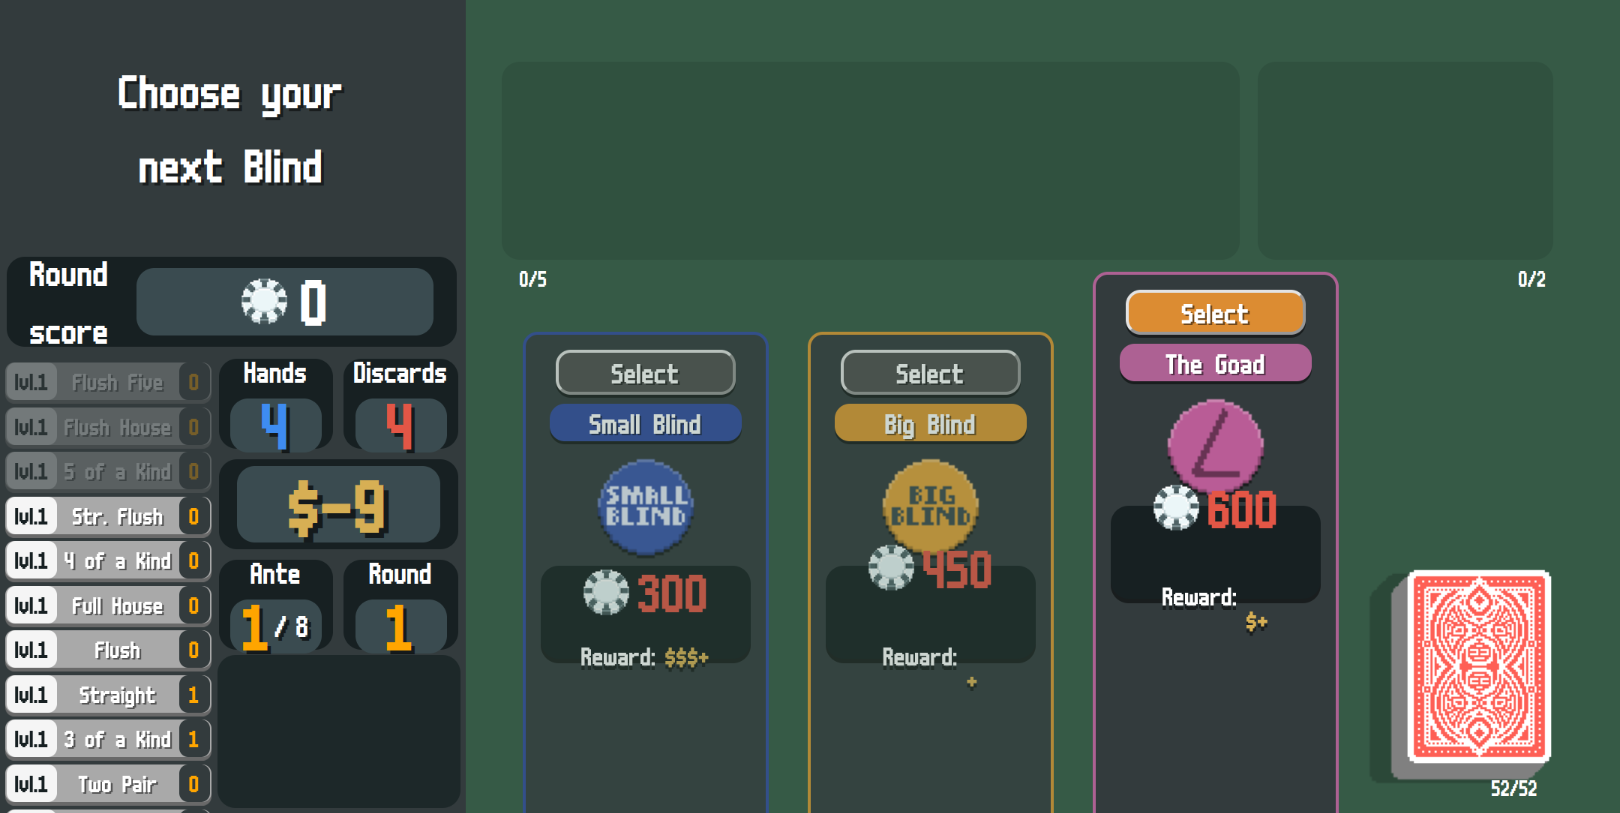 Choose your
next Blind
Round
score
0
lvl.1 Flush Five 0
lvl.1 Flush House 0
lvl.1 5 of a Kind 0
lvl.1 Str. Flush 0
lvl.1 4 of a Kind 0
lvl.1 Full House 0
lvl.1 Flush 0
lvl.1 Straight 1
lvl.1 3 of a Kind 1
lvl.1 Two Pair 0
Hands
4
Discards
4
$-9
Ante
1 / 8
Round
1
0/5
0/2
Select
Small Blind
SMALL
BLIND
300
Reward: $$$+
Select
Big Blind
BIG
BLIND
450
Reward:
+
Select
The Goad
600
Reward:
$+
52/52